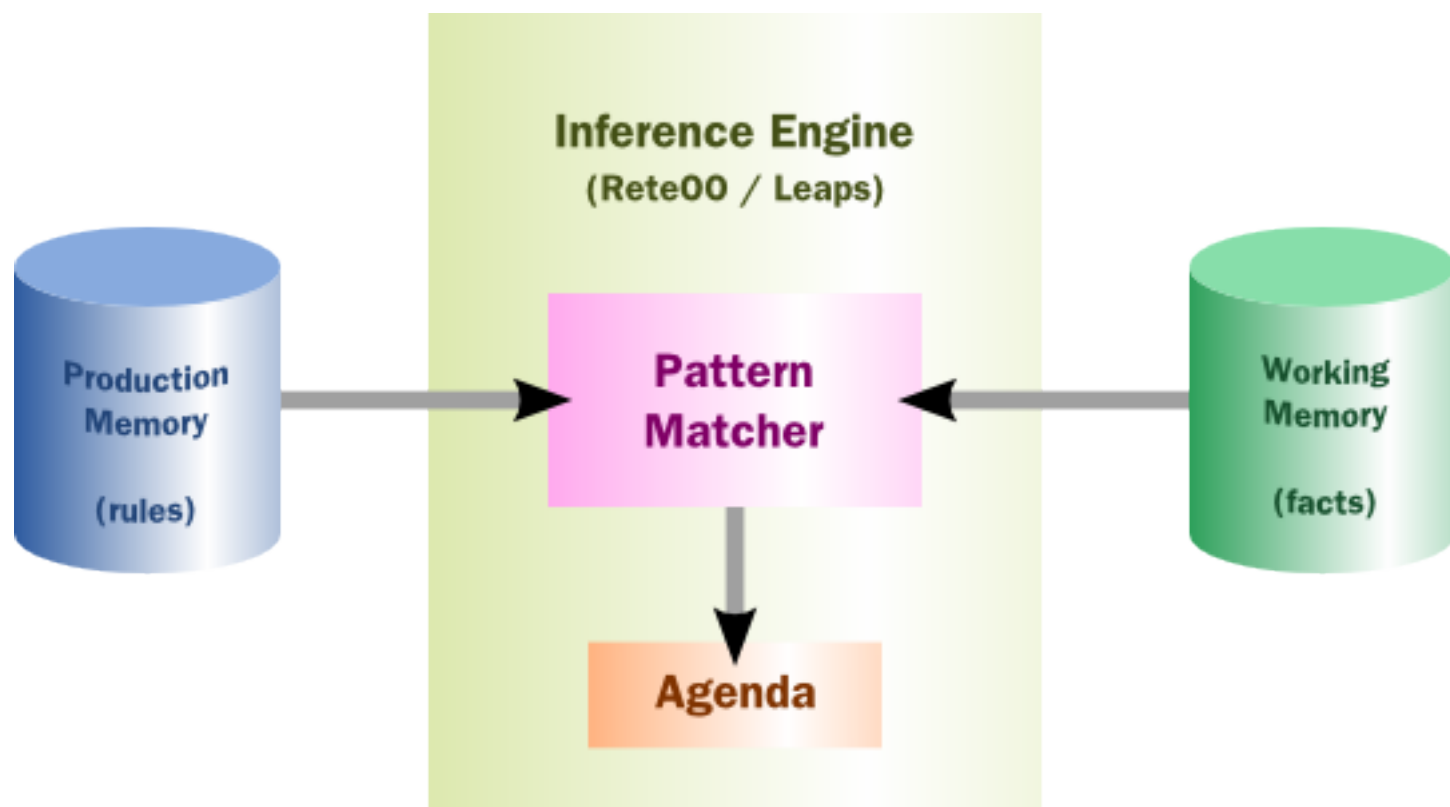 Inference Engine
(ReteOO / Leaps)
Production
Memory
(rules)
Pattern
Matcher
Working
Memory
(facts)
Agenda